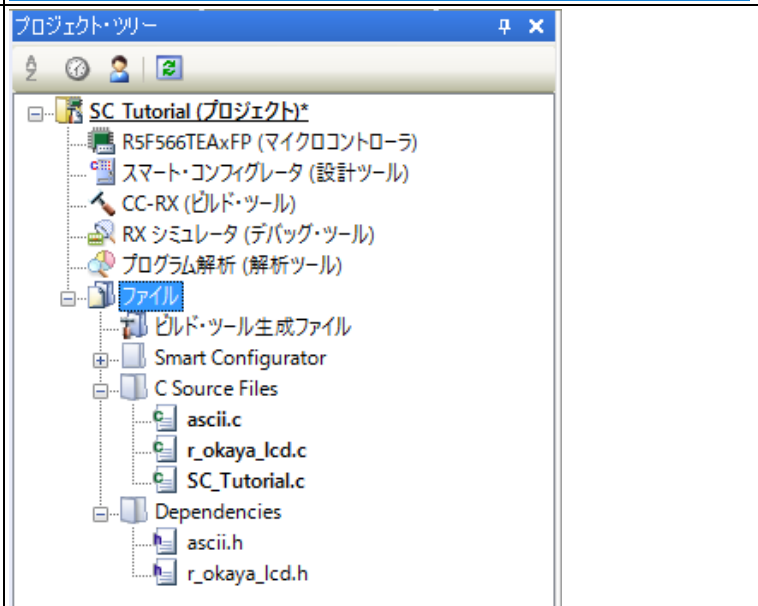 プロジェクト・ツリー
SC_Tutorial (プロジェクト)*
R5F566TEAxFP (マイクロコントローラ)
スマート・コンフィグレータ (設計ツール)
CC-RX (ビルド・ツール)
RX シミュレータ (デバッグ・ツール)
プログラム解析 (解析ツール)
ファイル
ビルド・ツール生成ファイル
Smart Configurator
C Source Files
ascii.c
r_okaya_lcd.c
SC_Tutorial.c
Dependencies
ascii.h
r_okaya_lcd.h